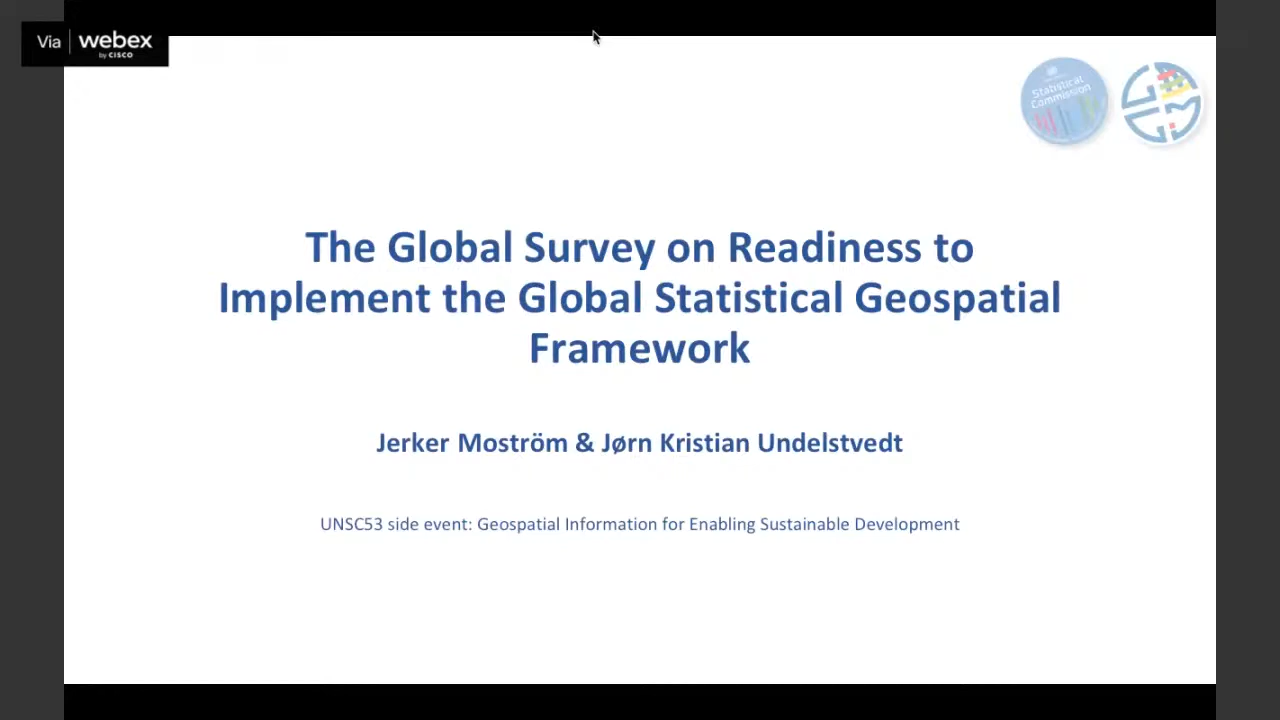 Via webex
by CISCO
Statistical
Commission
The Global Survey on Readiness to
Implement the Global Statistical Geospatial
Framework
Jerker Moström & Jørn Kristian Undelstvedt
UNSC53 side event: Geospatial Information for Enabling Sustainable Development